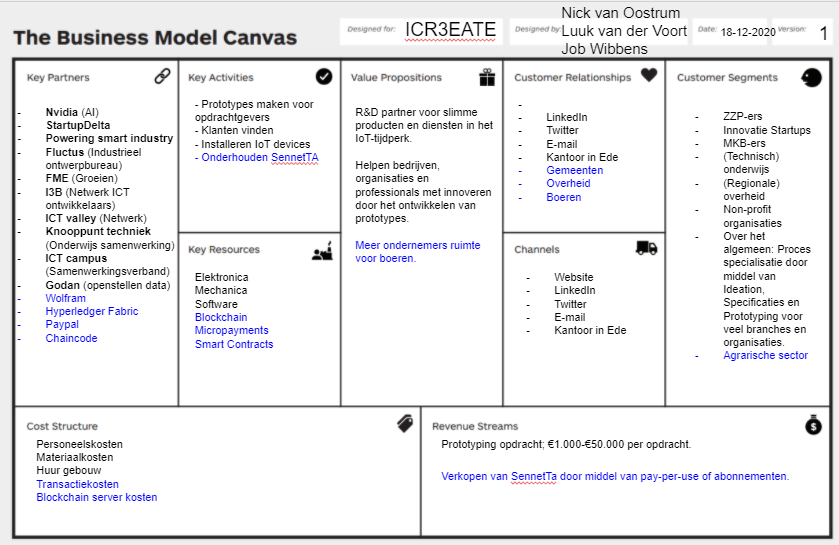 The Business Model Canvas
Designed for:
ICR3EATE
Designed by:
Nick van Oostrum
Luuk van der Voort
Job Wibbens
Date:
18-12-2020
Version:
1
Key Partners
- Nvidia (AI)
- StartupDelta
- Powering smart industry
- Fluctus (Industrieel
ontwerpbureau)
- FME (Groeien)
- I3B (Netwerk ICT
ontwikkelaars)
- ICT valley (Netwerk)
- Knooppunt techniek
(Onderwijs samenwerking)
- ICT campus
(Samenwerkingsverband)
- Godan (openstellen data)
- Wolfram
- Hyperledger Fabric
- Paypal
- Chaincode
Key Activities
- Prototypes maken voor
opdrachtgevers
- Klanten vinden
- Installeren IoT devices
- Onderhouden SennetTA
Key Resources
Elektronica
Mechanica
Software
Blockchain
Micropayments
Smart Contracts
Value Propositions
R&D partner voor slimme
producten en diensten in het
IoT-tijdperk.
Helpen bedrijven,
organisaties en
professionals met innoveren
door het ontwikkelen van
prototypes.
Meer ondernemers ruimte
voor boeren.
Customer Relationships
-
- LinkedIn
- Twitter
- E-mail
- Kantoor in Ede
- Gemeenten
- Overheid
- Boeren
Channels
- Website
- LinkedIn
- Twitter
- E-mail
- Kantoor in Ede
Customer Segments
- ZZP-ers
- Innovatie Startups
- MKB-ers
- (Technisch)
onderwijs
- (Regionale)
overheid
- Non-profit
organisaties
- Over het
algemeen: Proces
specialisatie door
middel van
Ideation,
Specificaties en
Prototyping voor
veel branches en
organisaties.
- Agrarische sector
Cost Structure
Personeelskosten
Materiaalkosten
Huur gebouw
Transactiekosten
Blockchain server kosten
Revenue Streams
Prototyping opdracht; €1.000-€50.000 per opdracht.
Verkopen van SennetTa door middel van pay-per-use of abonnementen.